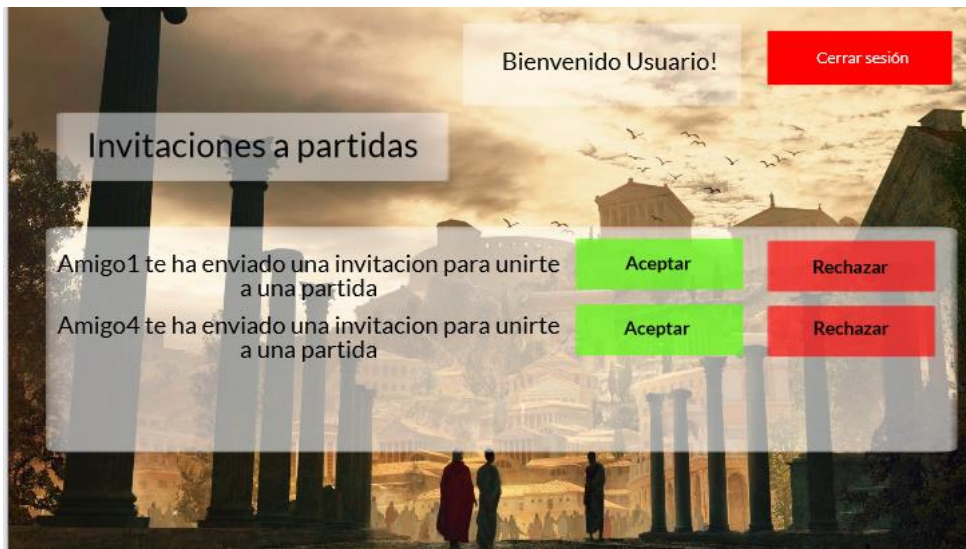 Bienvenido Usuario!
Cerrar sesión
Invitaciones a partidas
Amigo1 te ha enviado una invitacion para unirte
a una partida
Aceptar
Rechazar
Amigo4 te ha enviado una invitacion para unirte
a una partida
Aceptar
Rechazar